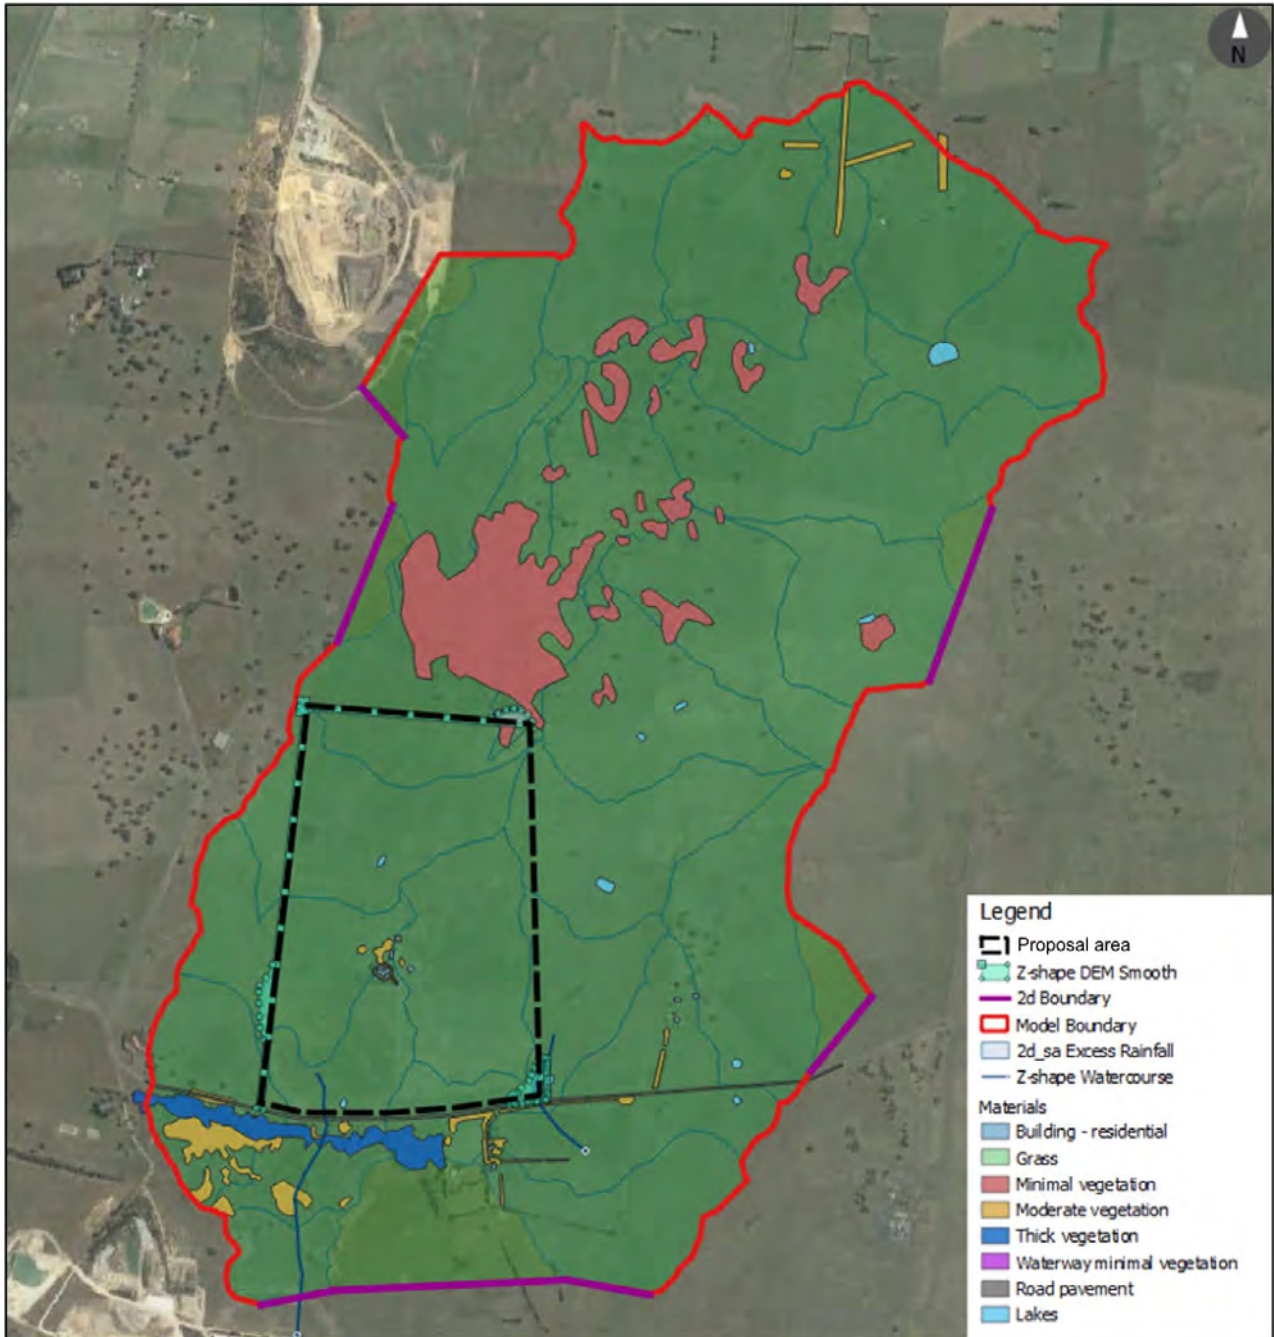 N
Legend
Proposal area
Z-shape DEM Smooth
2d Boundary
Model Boundary
2d_sa Excess Rainfall
Z-shape Watercourse
Materials
Building - residential
Grass
Minimal vegetation
Moderate vegetation
Thick vegetation
Waterway minimal vegetation
Road pavement
Lakes